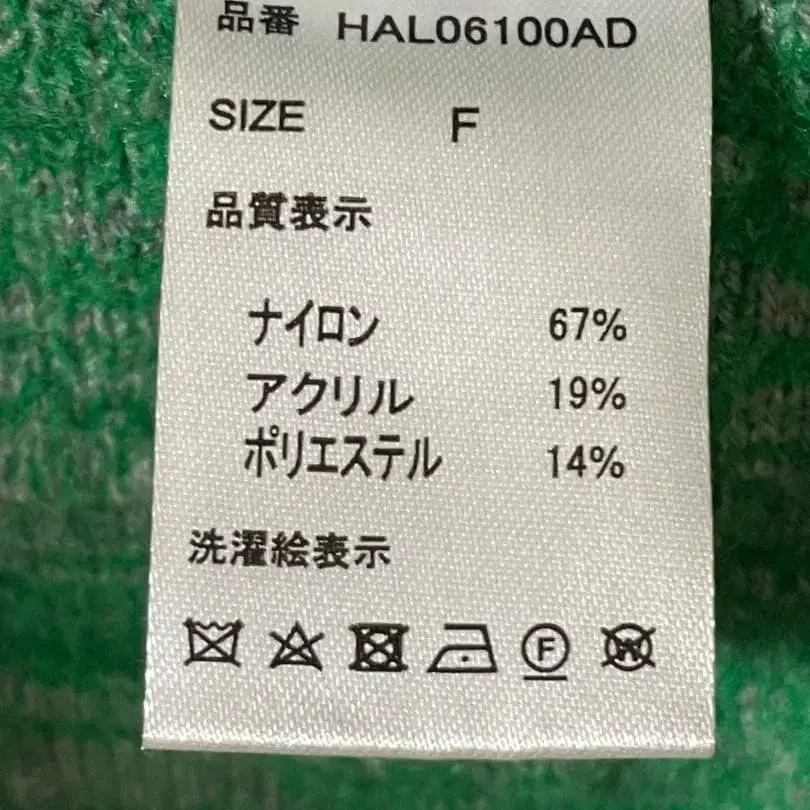 品番 HAL06100AD
SIZE F
品質表示
ナイロン 67%
アクリル 19%
ポリエステル 14%
洗濯絵表示
F W